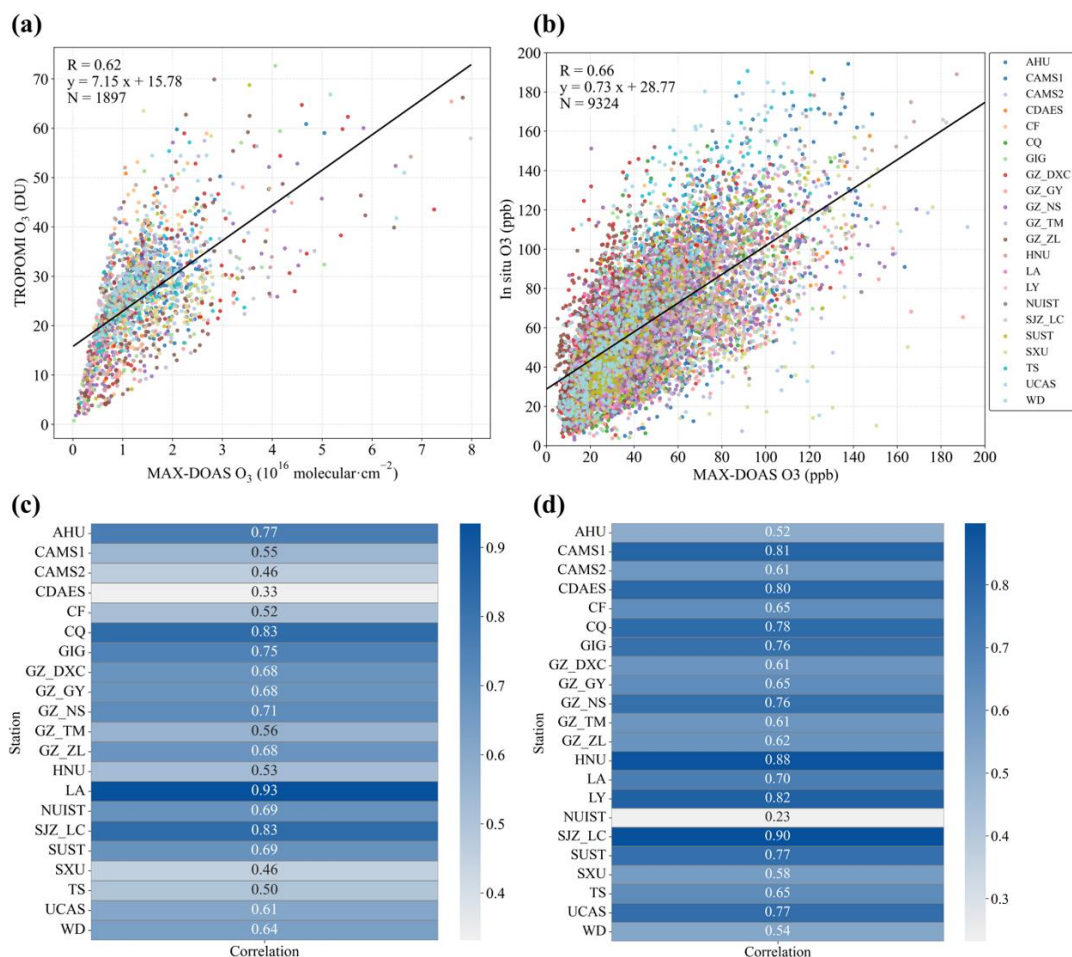 (a)
R = 0.62
y = 7.15 x + 15.78
N = 1897
70
60
50
40
30
20
10
0
TROPOMI O₃ (DU)
0 1 2 3 4 5 6 7 8
MAX-DOAS O₃ (10¹⁶ molecular·cm⁻²)
(b)
R = 0.66
y = 0.73 x + 28.77
N = 9324
200
180
160
140
120
100
80
60
40
20
0
In situ O3 (ppb)
0 20 40 60 80 100 120 140 160 180 200
MAX-DOAS O3 (ppb)
AHU
CAMS1
CAMS2
CDAES
CF
CQ
GIG
GZ_DXC
GZ_GY
GZ_NS
GZ_TM
GZ_ZL
HNU
LA
LY
NUIST
SJZ_LC
SUST
SXU
TS
UCAS
WD
(c)
Station
AHU 0.77
CAMS1 0.55
CAMS2 0.46
CDAES 0.33
CF 0.52
CQ 0.83
GIG 0.75
GZ_DXC 0.68
GZ_GY 0.68
GZ_NS 0.71
GZ_TM 0.56
GZ_ZL 0.68
HNU 0.53
LA 0.93
NUIST 0.69
SJZ_LC 0.83
SUST 0.69
SXU 0.46
TS 0.50
UCAS 0.61
WD 0.64
Correlation
0.9
0.8
0.7
0.6
0.5
0.4
(d)
Station
AHU 0.52
CAMS1 0.81
CAMS2 0.61
CDAES 0.80
CF 0.65
CQ 0.78
GIG 0.76
GZ_DXC 0.61
GZ_GY 0.65
GZ_NS 0.76
GZ_TM 0.61
GZ_ZL 0.62
HNU 0.88
LA 0.70
LY 0.82
NUIST 0.23
SJZ_LC 0.90
SUST 0.77
SXU 0.58
TS 0.65
UCAS 0.77
WD 0.54
Correlation
0.8
0.7
0.6
0.5
0.4
0.3